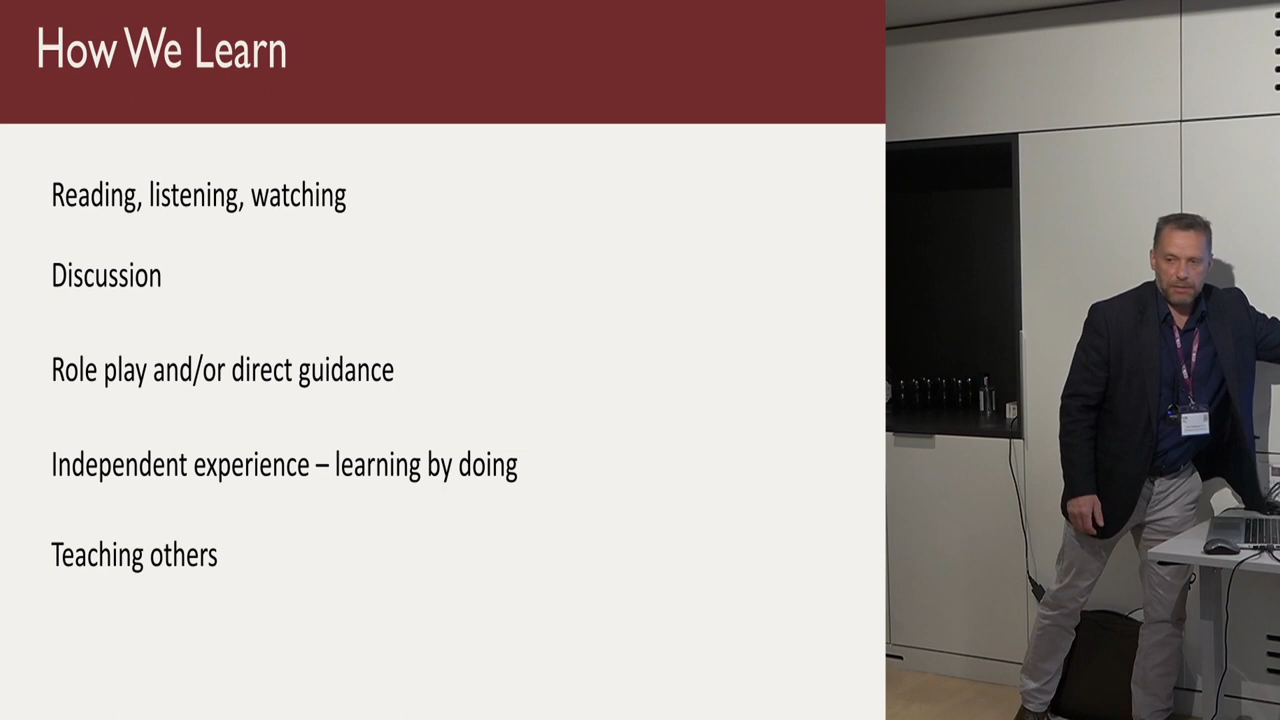 How We Learn
Reading, listening, watching
Discussion
Role play and/or direct guidance
Independent experience – learning by doing
Teaching others